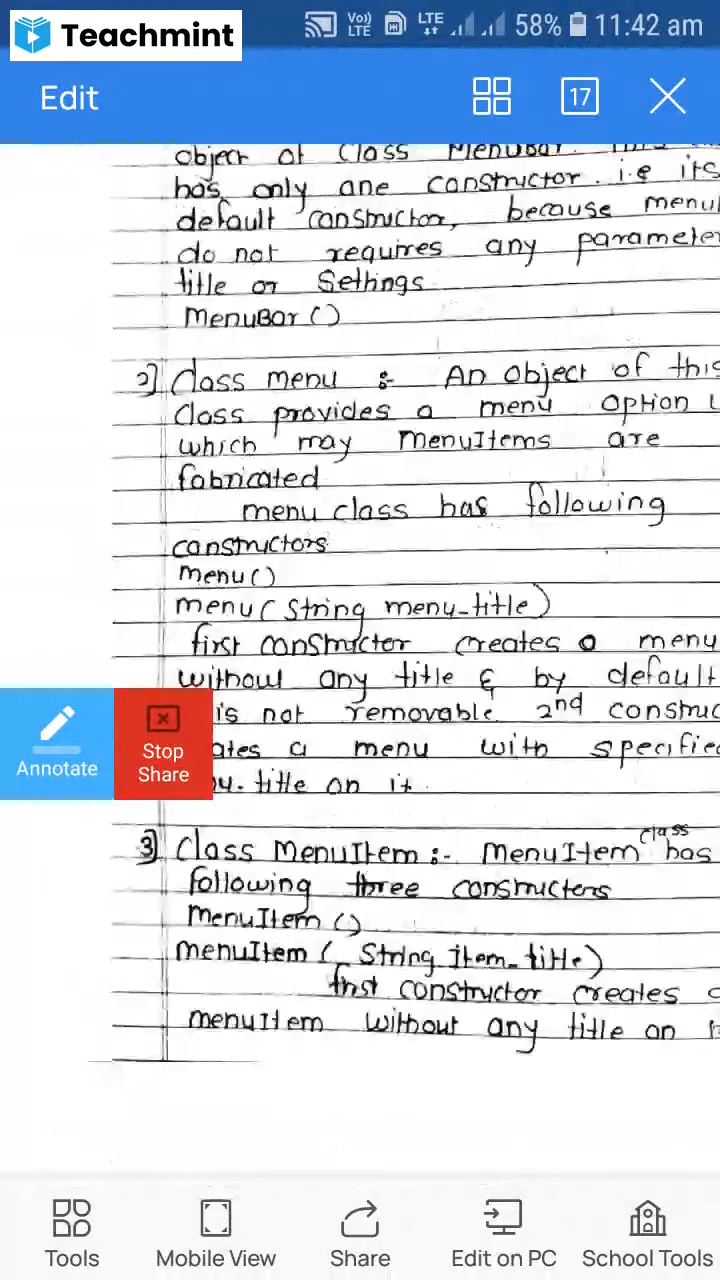 Teachmint
Vo)) LTE LTE 58% 11:42 am
Edit
17
object of Class MenuBar.
has only one constructor. i.e its
default constructor, because menu
do not requires any parameter
title or Settings
MenuBar ()
2] Class menu :- An Object of this
class provides a menu option
which may MenuItems are
fabricated
menu class has following
constructors
menu()
menu( String menu_title)
first constructor creates a menu
without any title & by default
is not removable 2nd construc
ates a menu with specifie
title on it
class
3] Class MenuItem :- MenuItem has
following three constructers
MenuItem ()
menuItem ( String item_title)
first constructor creates
menuItem without any title on
Annotate
Stop
Share
Tools Mobile View Share Edit on PC School Tools